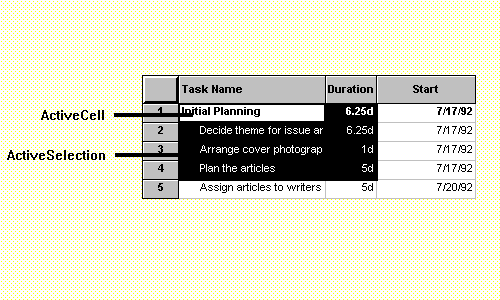 Task Name Duration Start
ActiveCell 1 Initial Planning 6.25d 7/17/92
2 Decide theme for issue ar 6.25d 7/17/92
ActiveSelection 3 Arrange cover photograp 1d 7/17/92
4 Plan the articles 5d 7/17/92
5 Assign articles to writers 5d 7/20/92